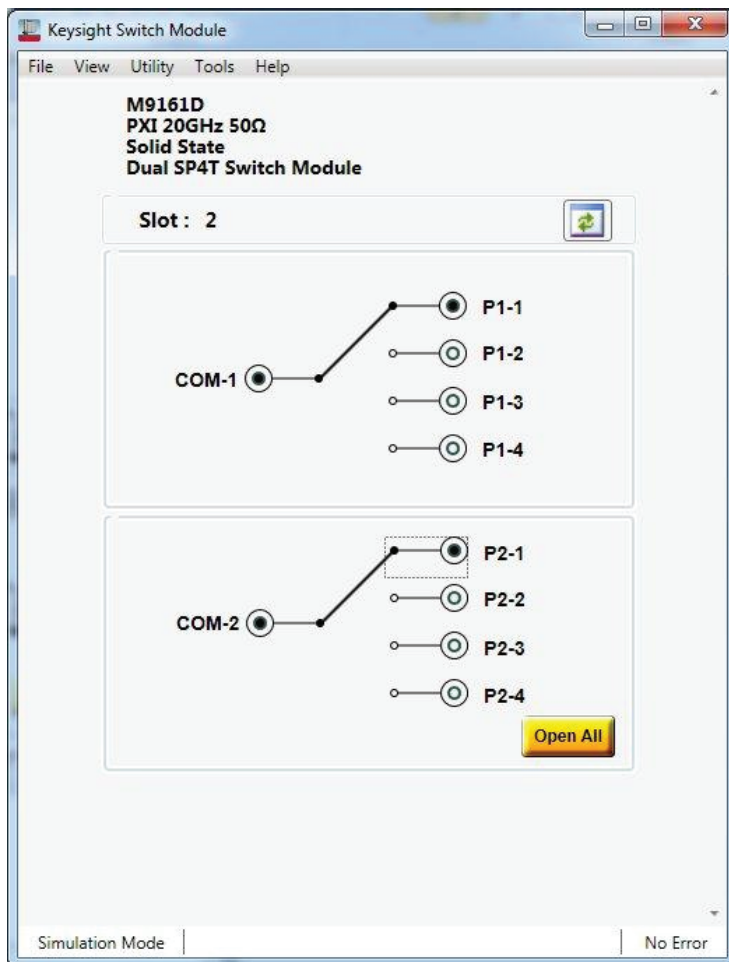 Keysight Switch Module
File View Utility Tools Help
M9161D
PXI 20GHz 50Ω
Solid State
Dual SP4T Switch Module
Slot : 2
P1-1
P1-2
COM-1
P1-3
P1-4
P2-1
P2-2
COM-2
P2-3
P2-4
Open All
Simulation Mode
No Error